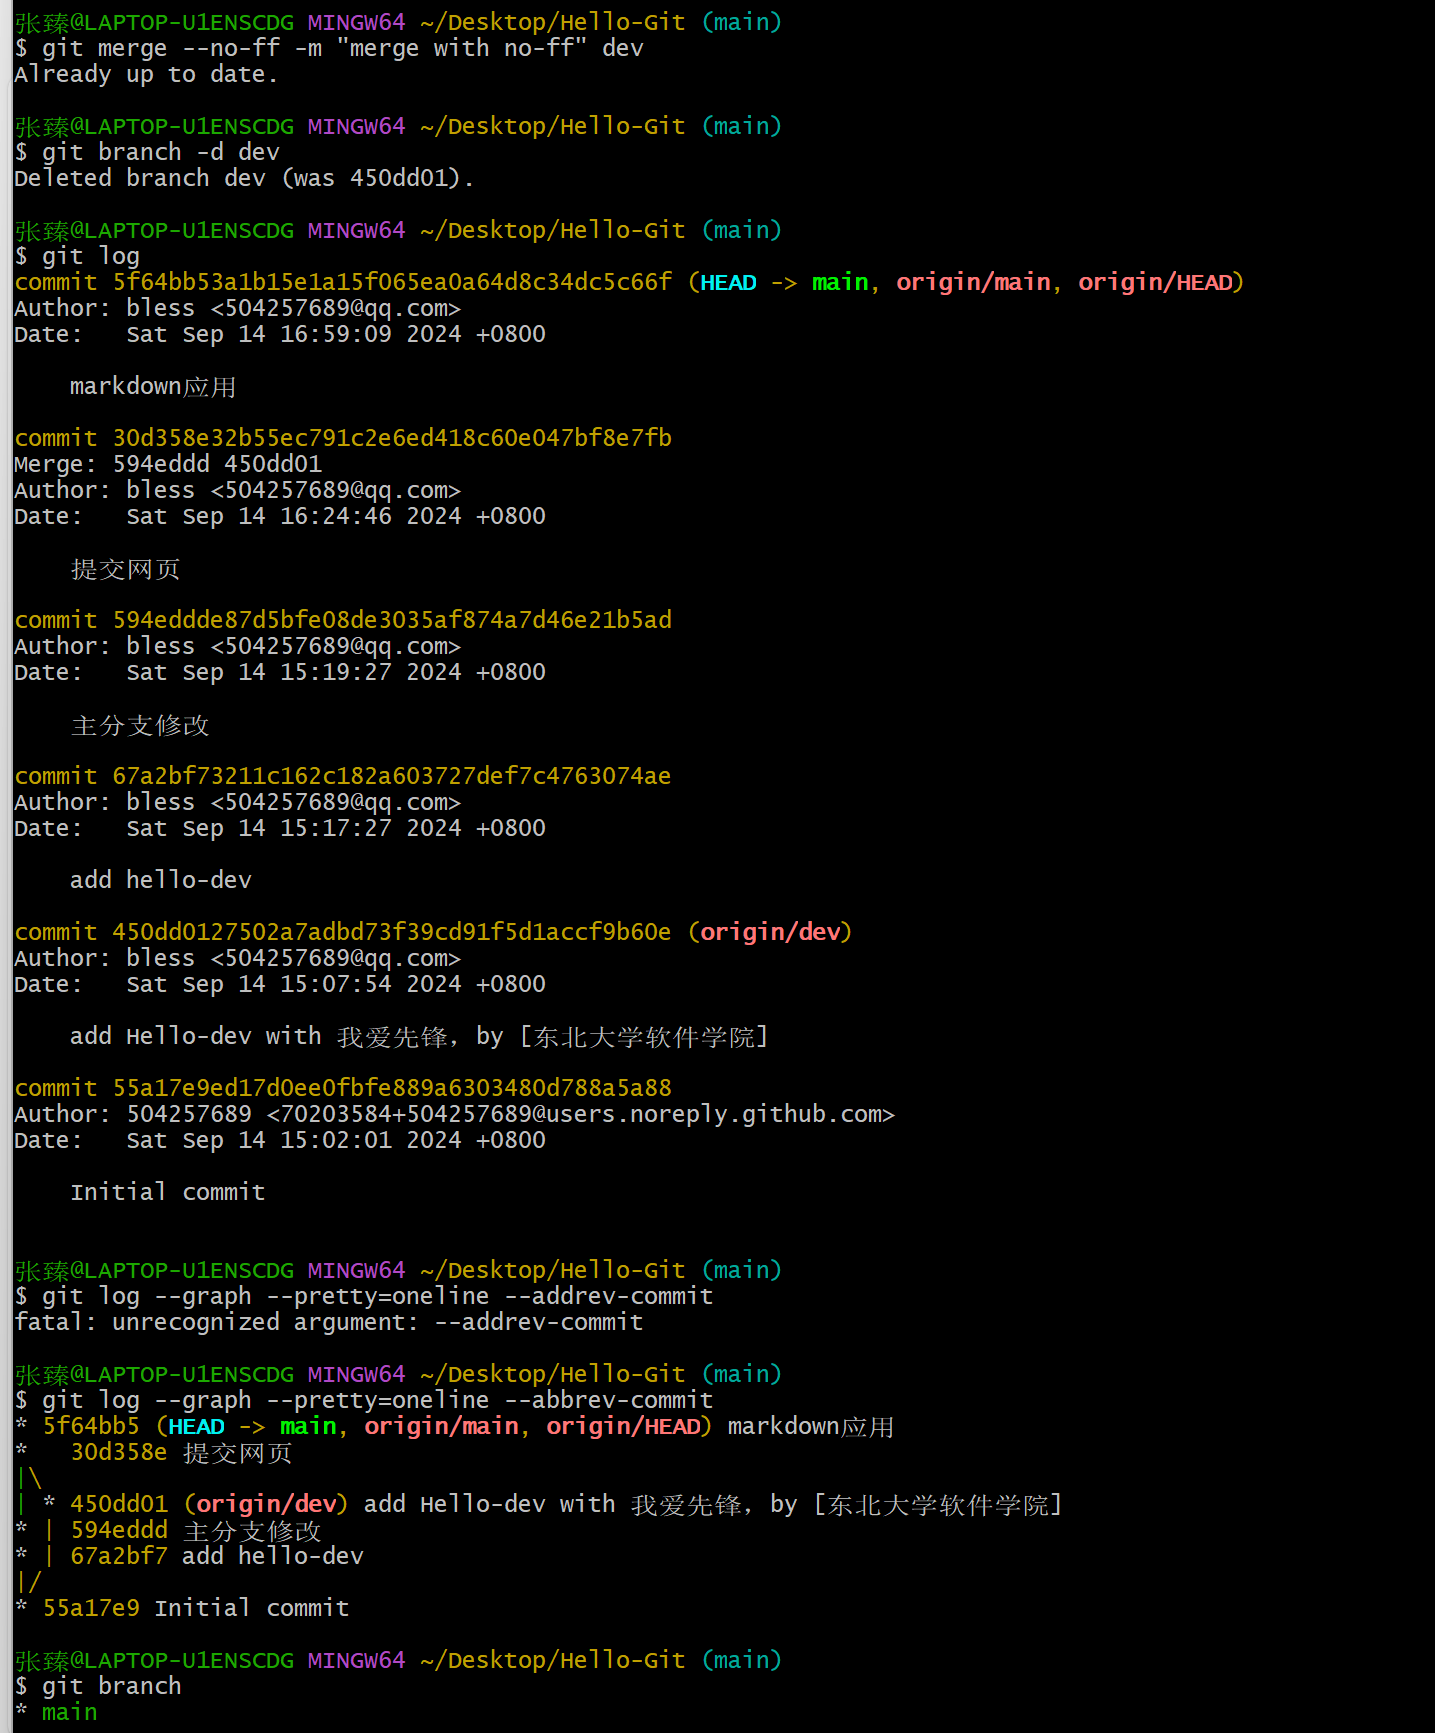 张臻@LAPTOP-U1ENSCDG MINGW64 ~/Desktop/Hello-Git (main)
$ git merge --no-ff -m "merge with no-ff" dev
Already up to date.
张臻@LAPTOP-U1ENSCDG MINGW64 ~/Desktop/Hello-Git (main)
$ git branch -d dev
Deleted branch dev (was 450dd01).
张臻@LAPTOP-U1ENSCDG MINGW64 ~/Desktop/Hello-Git (main)
$ git log
commit 5f64bb53a1b15e1a15f065ea0a64d8c34dc5c66f (HEAD -> main, origin/main, origin/HEAD)
Author: bless <504257689@qq.com>
Date:   Sat Sep 14 16:59:09 2024 +0800
    markdown应用
commit 30d358e32b55ec791c2e6ed418c60e047bf8e7fb
Merge: 594eddd 450dd01
Author: bless <504257689@qq.com>
Date:   Sat Sep 14 16:24:46 2024 +0800
    提交网页
commit 594eddde87d5bfe08de3035af874a7d46e21b5ad
Author: bless <504257689@qq.com>
Date:   Sat Sep 14 15:19:27 2024 +0800
    主分支修改
commit 67a2bf73211c162c182a603727def7c4763074ae
Author: bless <504257689@qq.com>
Date:   Sat Sep 14 15:17:27 2024 +0800
    add hello-dev
commit 450dd0127502a7adbd73f39cd91f5d1accf9b60e (origin/dev)
Author: bless <504257689@qq.com>
Date:   Sat Sep 14 15:07:54 2024 +0800
    add Hello-dev with 我爱先锋，by [东北大学软件学院]
commit 55a17e9ed17d0ee0fbfe889a6303480d788a5a88
Author: 504257689 <70203584+504257689@users.noreply.github.com>
Date:   Sat Sep 14 15:02:01 2024 +0800
    Initial commit
张臻@LAPTOP-U1ENSCDG MINGW64 ~/Desktop/Hello-Git (main)
$ git log --graph --pretty=oneline --addrev-commit
fatal: unrecognized argument: --addrev-commit
张臻@LAPTOP-U1ENSCDG MINGW64 ~/Desktop/Hello-Git (main)
$ git log --graph --pretty=oneline --abbrev-commit
* 5f64bb5 (HEAD -> main, origin/main, origin/HEAD) markdown应用
*   30d358e 提交网页
|\
| * 450dd01 (origin/dev) add Hello-dev with 我爱先锋，by [东北大学软件学院]
* | 594eddd 主分支修改
* | 67a2bf7 add hello-dev
|/
* 55a17e9 Initial commit
张臻@LAPTOP-U1ENSCDG MINGW64 ~/Desktop/Hello-Git (main)
$ git branch
* main